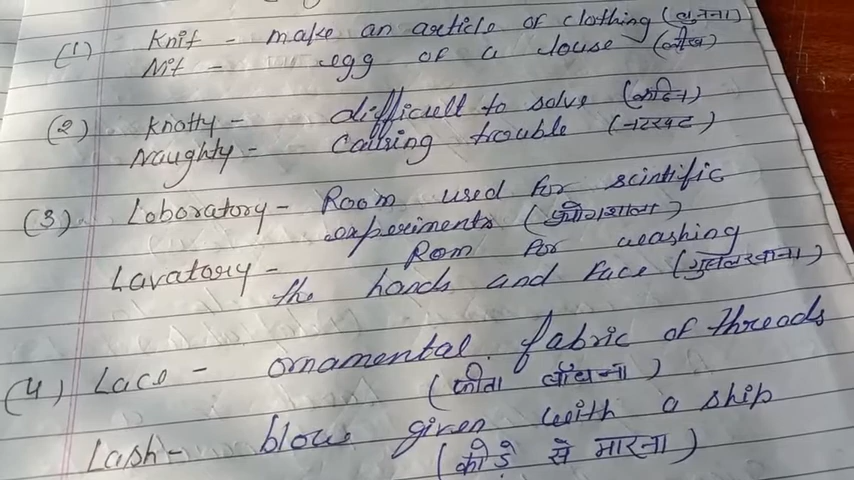 (1) Knit - make an article of clothing (बुनना)
Nit - egg of a louse (लीख)
(2) Knotty - difficult to solve (कठिन)
Naughty - Causing trouble (नटखट)
(3) Loboratory - Room used for scintific
experiments (प्रयोगशाला)
Lavatory - Rom for washing
the hands and face (गुसलखाना)
(4) Lace - ornamental fabric of threads
(फीता बाँधना)
Lash - blow given with a ship
(कोड़े से मारना)